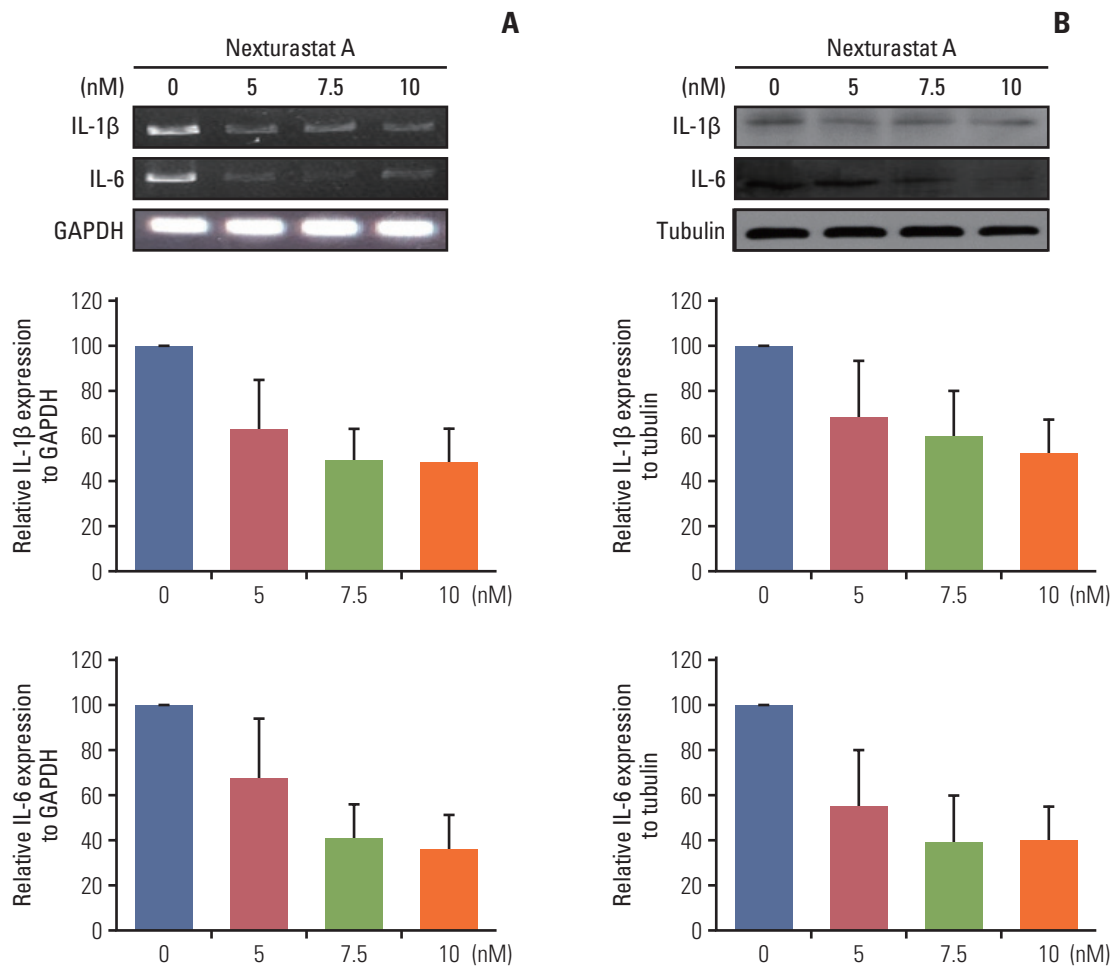 A
Nexturastat A
(nM) 0 5 7.5 10
IL-1β
IL-6
GAPDH
120
100
80
60
40
20
0
Relative IL-1β expression
to GAPDH
0 5 7.5 10 (nM)
120
100
80
60
40
20
0
Relative IL-6 expression
to GAPDH
0 5 7.5 10 (nM)
B
Nexturastat A
(nM) 0 5 7.5 10
IL-1β
IL-6
Tubulin
120
100
80
60
40
20
0
Relative IL-1β expression
to tubulin
0 5 7.5 10 (nM)
120
100
80
60
40
20
0
Relative IL-6 expression
to tubulin
0 5 7.5 10 (nM)